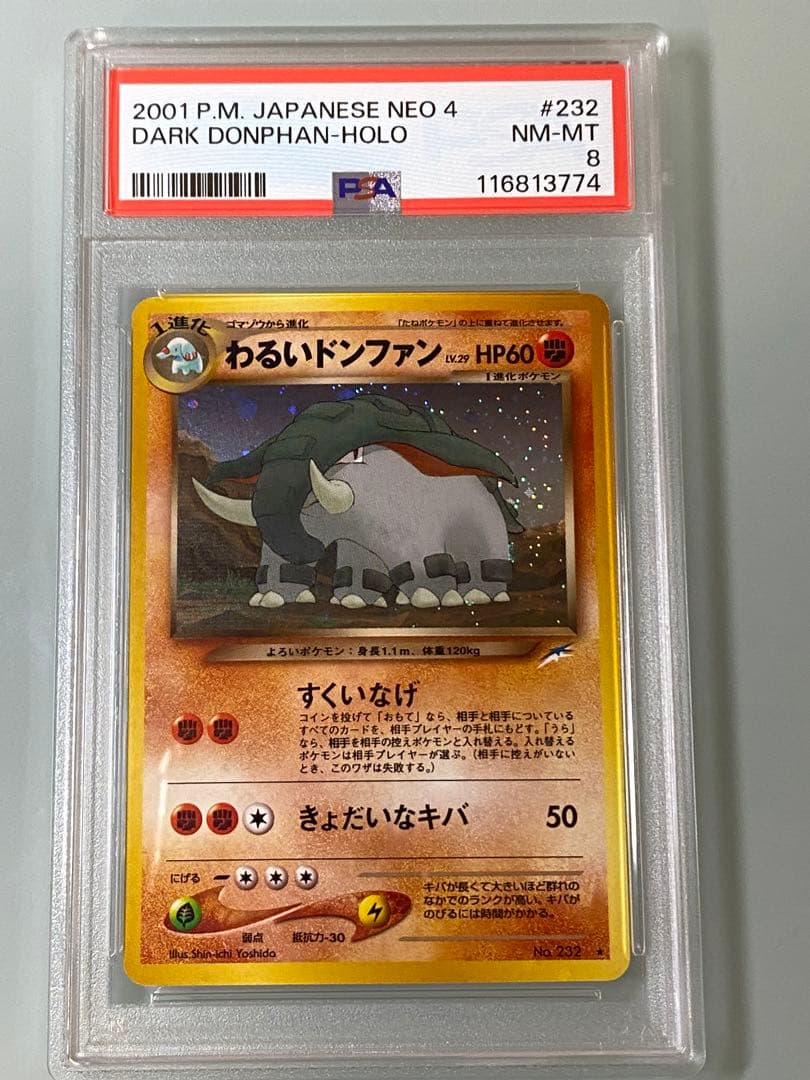 2001 P.M. JAPANESE NEO 4 #232
DARK DONPHAN-HOLO NM-MT
8
PSA 116813774
1進化 ゴマゾウから進化 「たねポケモン」の上に重ねて進化させます。
わるいドンファン LV.29 HP60
1進化ポケモン
よろいポケモン:身長1.1m、体重120kg
すくいなげ
コインを投げて「おもて」なら、相手と相手についている
すべてのカードを、相手プレイヤーの手札にもどす。「うら」
なら、相手を相手の控えポケモンと入れ替える。入れ替える
ポケモンは相手プレイヤーが選ぶ。(相手に控えがいない
とき、このワザは失敗する。)
きょだいなキバ 50
にげる
キバが長くて大きいほど群れの
なかでのランクが高い。キバが
のびるには時間がかかる。
弱点 抵抗力-30
Illus.Shin-ichi Yoshida No. 232 ★